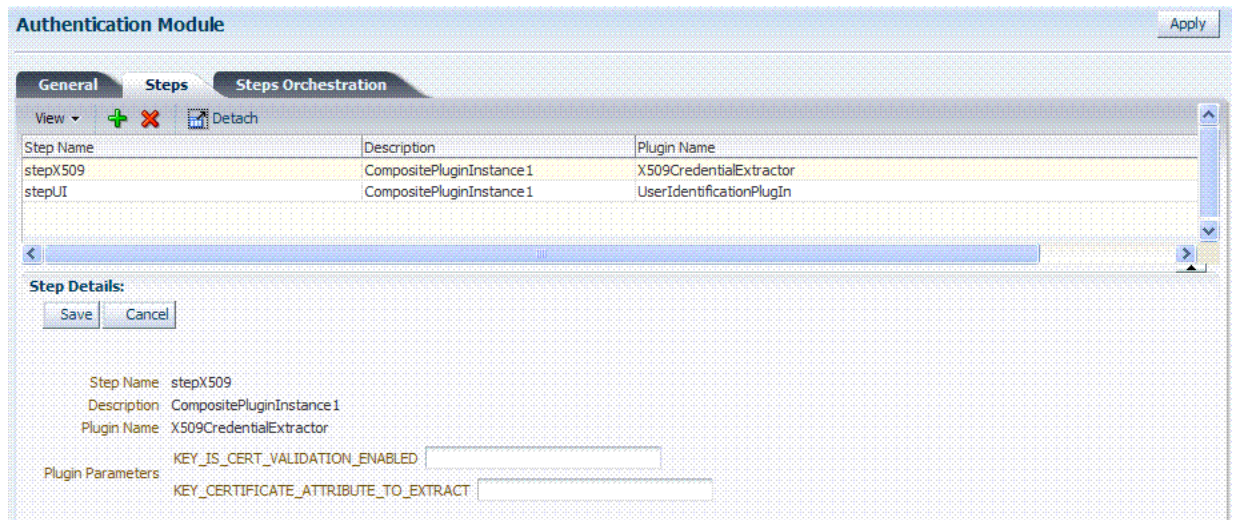 Authentication Module
Apply
General Steps Steps Orchestration
View Detach
Step Name Description Plugin Name
stepX509 CompositePluginInstance1 X509CredentialExtractor
stepUI CompositePluginInstance1 UserIdentificationPlugIn
Step Details:
Save Cancel
Step Name stepX509
Description CompositePluginInstance1
Plugin Name X509CredentialExtractor
Plugin Parameters
KEY_IS_CERT_VALIDATION_ENABLED
KEY_CERTIFICATE_ATTRIBUTE_TO_EXTRACT